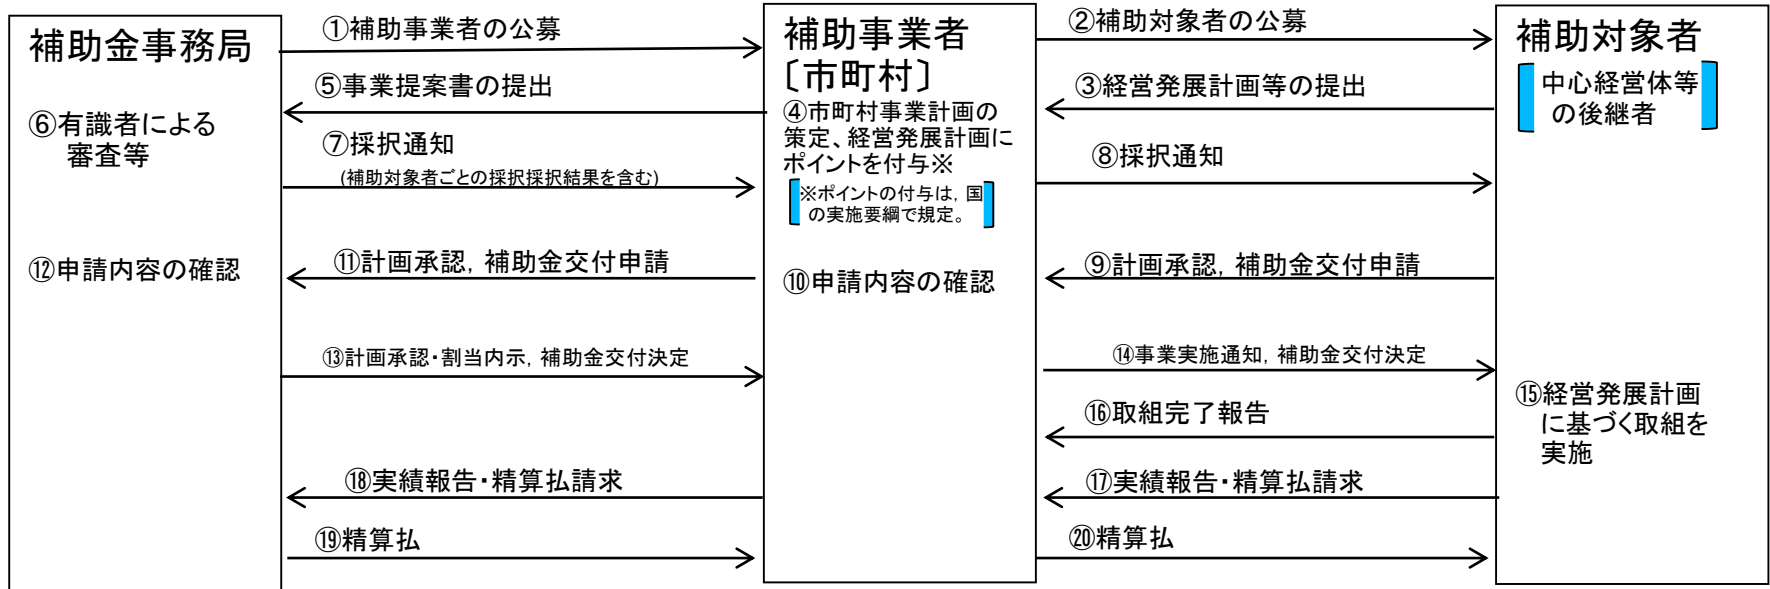 補助金事務局
⑥有識者による
審査等
⑫申請内容の確認
①補助事業者の公募
⑤事業提案書の提出
⑦採択通知
(補助対象者ごとの採択採択結果を含む)
⑪計画承認，補助金交付申請
⑬計画承認・割当内示，補助金交付決定
⑱実績報告・精算払請求
⑲精算払
補助事業者
〔市町村〕
④市町村事業計画の
策定、経営発展計画に
ポイントを付与※
※ポイントの付与は，国
の実施要綱で規定。
⑩申請内容の確認
②補助対象者の公募
③経営発展計画等の提出
⑧採択通知
⑨計画承認，補助金交付申請
⑭事業実施通知，補助金交付決定
⑯取組完了報告
⑰実績報告・精算払請求
⑳精算払
補助対象者
中心経営体等
の後継者
⑮経営発展計画
に基づく取組を
実施